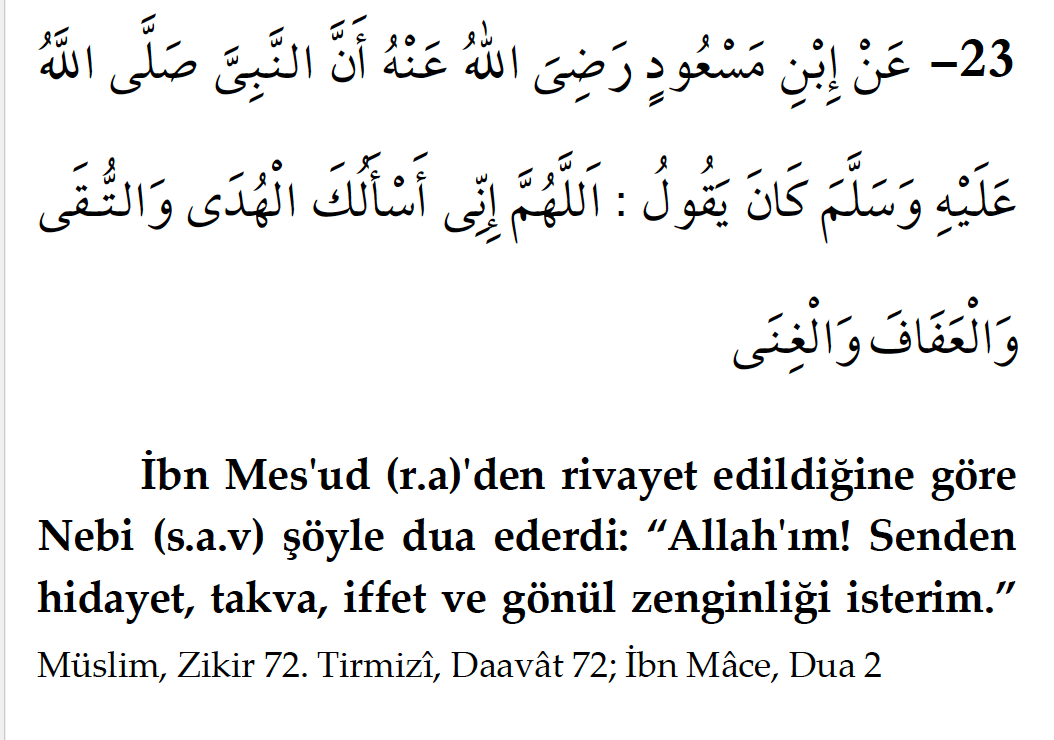 23– عَنْ إِبْنِ مَسْعُودٍ رَضِىَ اللهُ عَنْهُ أَنَّ النَّبِىَّ صَلَّى اللَّهُ
عَلَيْهِ وَسَلَّمَ كَانَ يَقُولُ : اَللَّهُمَّ إِنِّى أَسْأَلُكَ الْهُدَى وَالتُّقَى
وَالْعَفَافَ وَالْغِنَى
İbn Mes'ud (r.a)'den rivayet edildiğine göre
Nebi (s.a.v) şöyle dua ederdi: “Allah'ım! Senden
hidayet, takva, iffet ve gönül zenginliği isterim.”
Müslim, Zikir 72. Tirmizî, Daavât 72; İbn Mâce, Dua 2